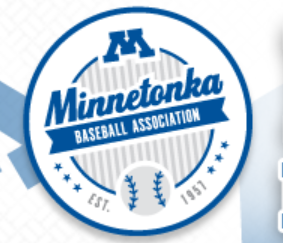 M
Minnetonka
BASEBALL ASSOCIATION
EST. 1957